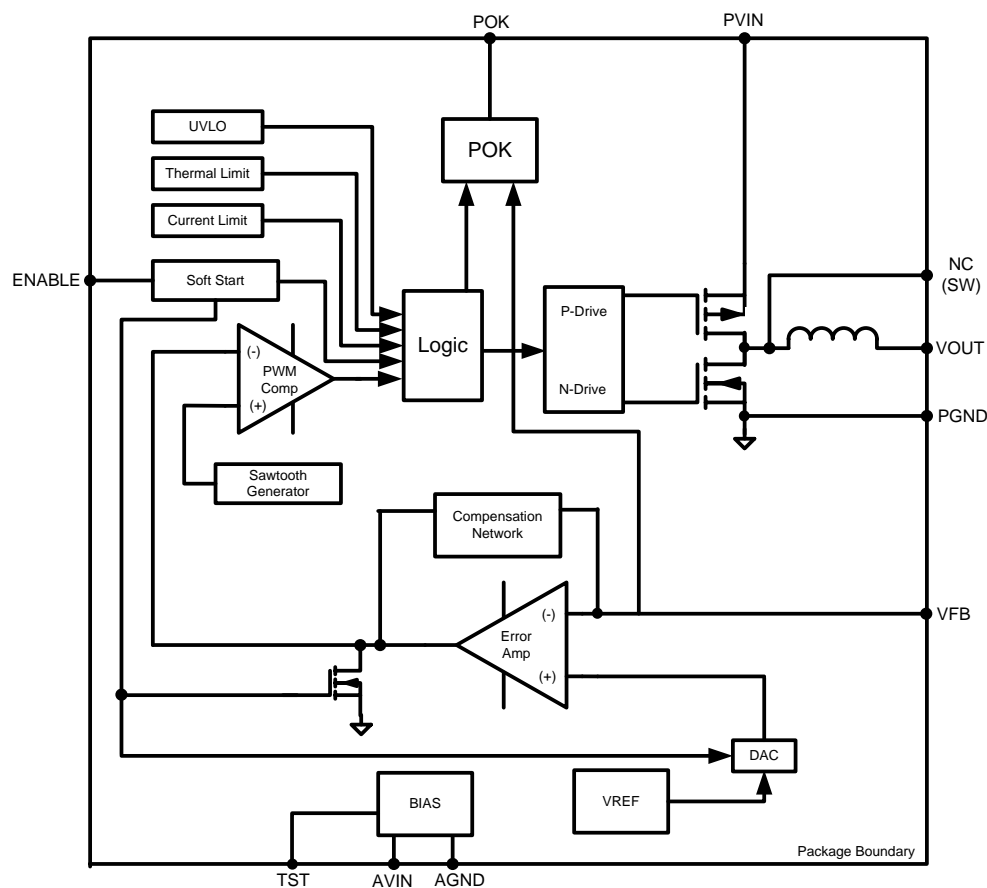 POK
PVIN
UVLO
POK
Thermal Limit
Current Limit
ENABLE
Soft Start
NC
(SW)
P-Drive
Logic
(-)
PWM
Comp
(+)
VOUT
N-Drive
PGND
Sawtooth
Generator
Compensation
Network
(-)
VFB
Error
Amp
(+)
DAC
BIAS
VREF
Package Boundary
TST
AVIN
AGND